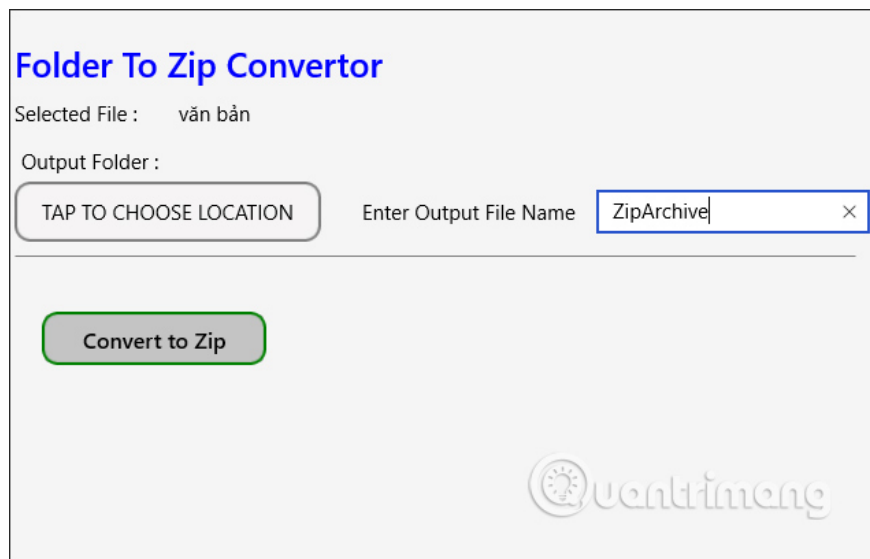 Folder To Zip Convertor
Selected File : văn bản
Output Folder :
TAP TO CHOOSE LOCATION Enter Output File Name ZipArchive
Convert to Zip
Quantrimang